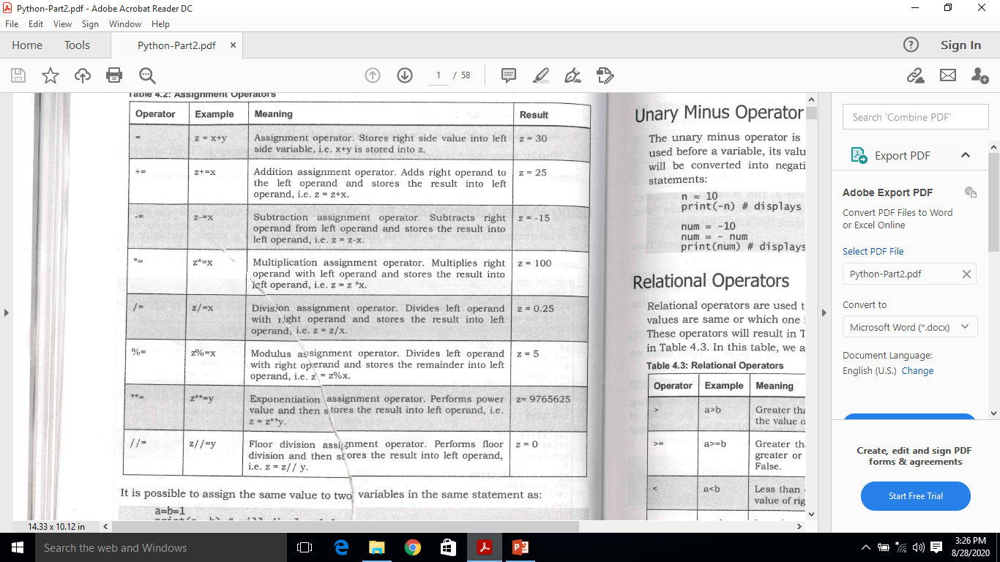 Python-Part2.pdf - Adobe Acrobat Reader DC
File Edit View Sign Window Help
Home Tools Python-Part2.pdf × Sign In
1 / 58
Table 4.2: Assignment Operators
Operator Example Meaning Result
= z = x+y Assignment operator. Stores right side value into left z = 30
side variable, i.e. x+y is stored into z.
+= z+=x Addition assignment operator. Adds right operand to z = 25
the left operand and stores the result into left
operand, i.e. z = z+x.
-= z-=x Subtraction assignment operator. Subtracts right z = -15
operand from left operand and stores the result into
left operand, i.e. z = z-x.
*= z*=x Multiplication assignment operator. Multiplies right z = 100
operand with left operand and stores the result into
left operand, i.e. z = z *x.
/= z/=x Division assignment operator. Divides left operand z = 0.25
with right operand and stores the result into left
operand, i.e. z = z/x.
%= z%=x Modulus assignment operator. Divides left operand z = 5
with right operand and stores the remainder into left
operand, i.e. z = z%x.
**= z**=y Exponentiation assignment operator. Performs power z= 9765625
value and then stores the result into left operand, i.e.
z = z**y.
//= z//=y Floor division assignment operator. Performs floor z = 0
division and then stores the result into left operand,
i.e. z = z// y.
It is possible to assign the same value to two variables in the same statement as:
a=b=1
Unary Minus Operator
The unary minus operator is
used before a variable, its valu
will be converted into negati
statements:
n = 10
print(-n) # displays
num = -10
num = - num
print(num) # displays
Relational Operators
Relational operators are used t
values are same or which one i
These operators will result in T
in Table 4.3. In this table, we a
Table 4.3: Relational Operators
Operator Example Meaning
> a>b Greater tha
the value o
>= a>=b Greater th
greater or
False.
< a<b Less than
value of rig
14.33 x 10.12 in
Search 'Combine PDF'
Export PDF
Adobe Export PDF
Convert PDF Files to Word
or Excel Online
Select PDF File
Python-Part2.pdf
Convert to
Microsoft Word (*.docx)
Document Language:
English (U.S.) Change
Create, edit and sign PDF
forms & agreements
Start Free Trial
Search the web and Windows
3:26 PM
8/28/2020